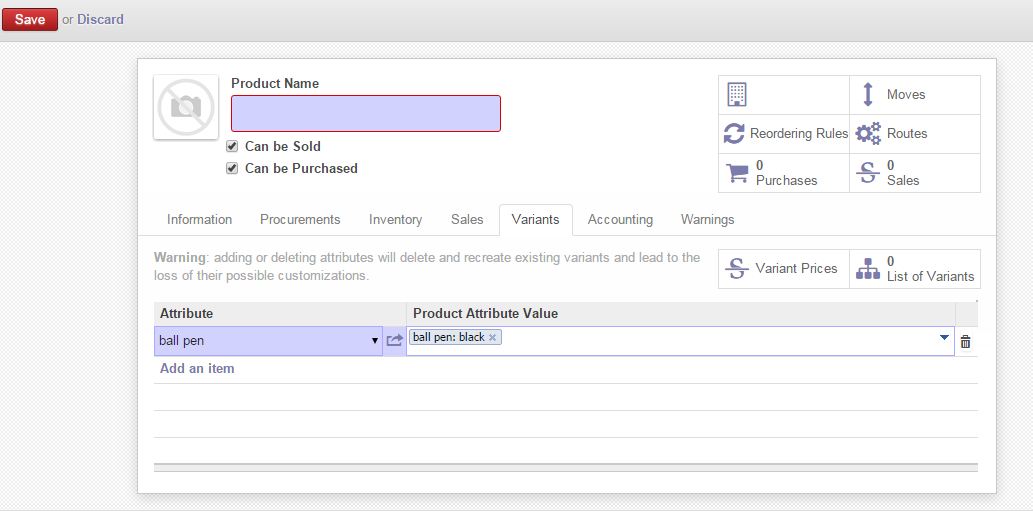 Save or Discard
Product Name
Can be Sold
Can be Purchased
Moves
Reordering Rules
Routes
0
Purchases
0
Sales
Information Procurements Inventory Sales Variants Accounting Warnings
Warning: adding or deleting attributes will delete and recreate existing variants and lead to the
loss of their possible customizations.
Variant Prices
0
List of Variants
Attribute Product Attribute Value
ball pen ball pen: black
Add an item